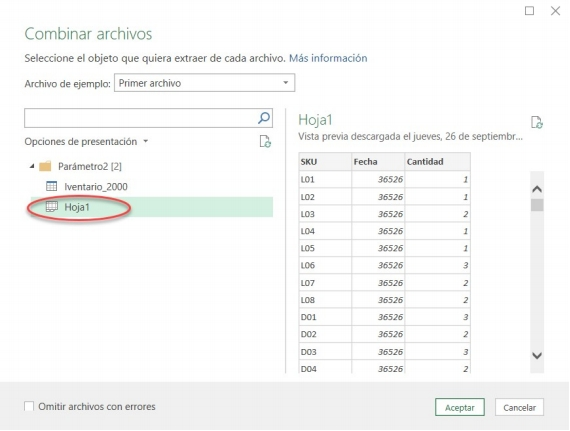 Combinar archivos
Seleccione el objeto que quiera extraer de cada archivo. Más información
Archivo de ejemplo: Primer archivo
Opciones de presentación
Parámetro2 [2]
Iventario_2000
Hoja1
Hoja1
Vista previa descargada el jueves, 26 de septiembr...
SKU Fecha Cantidad
L01 36526 1
L02 36526 1
L03 36526 2
L04 36526 1
L05 36526 1
L06 36526 3
L07 36526 2
L08 36526 2
D01 36526 3
D02 36526 2
D03 36526 3
D04 36526 2
Omitir archivos con errores
Aceptar Cancelar